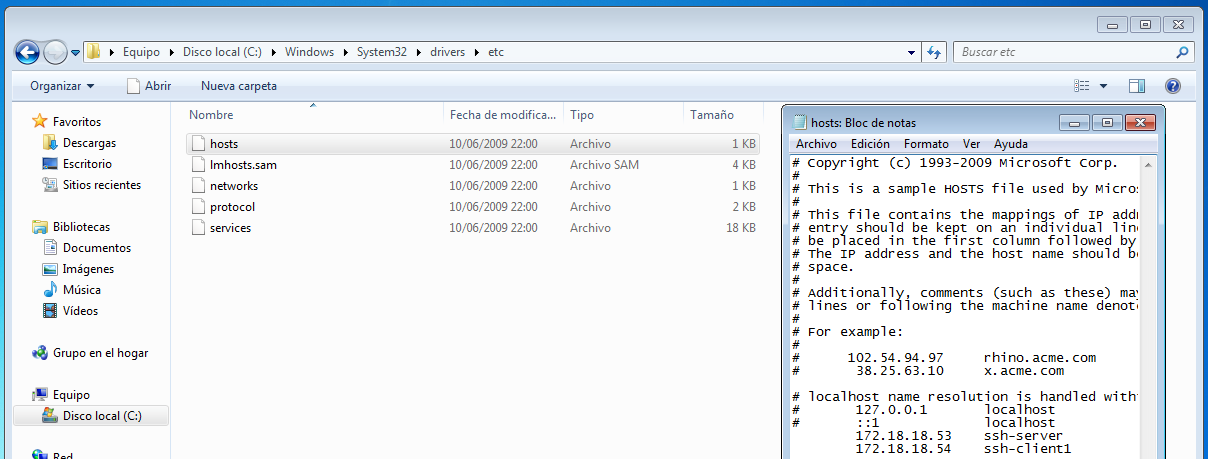 Equipo Disco local (C:) Windows System32 drivers etc
Buscar etc
Organizar Abrir Nueva carpeta
Favoritos
Descargas
Escritorio
Sitios recientes
Bibliotecas
Documentos
Imágenes
Música
Vídeos
Grupo en el hogar
Equipo
Disco local (C:)
Red
Nombre Fecha de modifica... Tipo Tamaño
hosts 10/06/2009 22:00 Archivo 1 KB
lmhosts.sam 10/06/2009 22:00 Archivo SAM 4 KB
networks 10/06/2009 22:00 Archivo 1 KB
protocol 10/06/2009 22:00 Archivo 2 KB
services 10/06/2009 22:00 Archivo 18 KB
hosts: Bloc de notas
Archivo Edición Formato Ver Ayuda
# Copyright (c) 1993-2009 Microsoft Corp.
#
# This is a sample HOSTS file used by Micros
#
# This file contains the mappings of IP addr
# entry should be kept on an individual line
# be placed in the first column followed by
# The IP address and the host name should be
# space.
#
# Additionally, comments (such as these) may
# lines or following the machine name denote
#
# For example:
#
# 102.54.94.97 rhino.acme.com
# 38.25.63.10 x.acme.com
# localhost name resolution is handled with
# 127.0.0.1 localhost
# ::1 localhost
172.18.18.53 ssh-server
172.18.18.54 ssh-client1